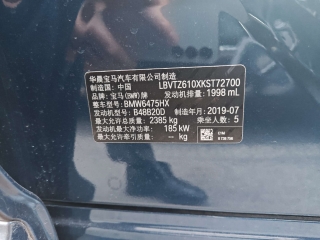 华晨宝马汽车有限公司制造
制造国：中国 LBVTZ610XKST72700
品牌：宝马(BMW)牌 发动机排量：1998 mL
整车型号：BMW6475HX
发动机型号：B48B20D 制造年月：2019-07
最大允许总质量：2385 kg 乘坐人数：5
发动机最大净功率：185 kW
最大允许牵引质量：-- kg